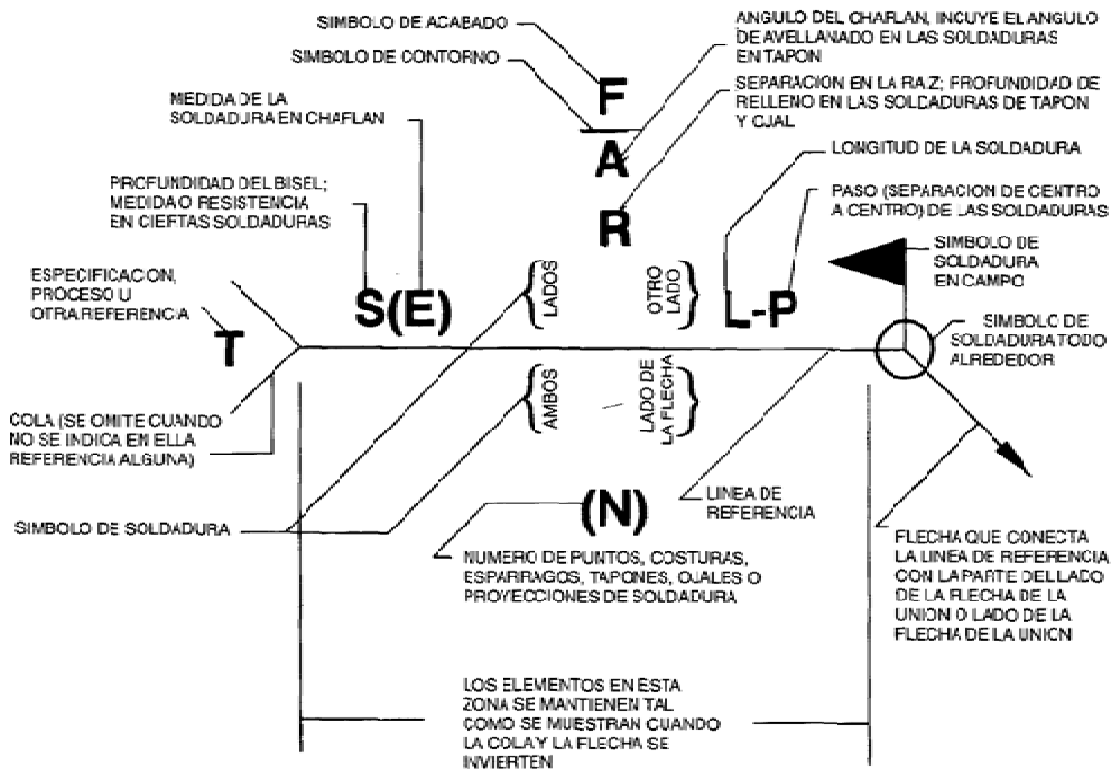 SIMBOLO DE ACABADO
SIMBOLO DE CONTORNO
ANGULO DEL CHAFLAN, INCUYE EL ANGULO
DE AVELLANADO EN LAS SOLDADURAS
EN TAPON
F
A
R
SEPARACION EN LA RAIZ; PROFUNDIDAD DE
RELLENO EN LAS SOLDADURAS DE TAPON
Y OJAL
MEDIDA DE LA
SOLDADURA EN CHAFLAN
LONGITUD DE LA SOLDADURA
PROFUNDIDAD DEL BISEL;
MEDIDA O RESISTENCIA
EN CIERTAS SOLDADURAS
PASO (SEPARACION DE CENTRO
A CENTRO) DE LAS SOLDADURAS
SIMBOLO DE
SOLDADURA
EN CAMPO
ESPECIFICACION,
PROCESO U
OTRA REFERENCIA
T
S(E)
LADOS
OTRO
LADO
L-P
SIMBOLO DE
SOLDADURA TODO
ALREDEDOR
AMBOS
LADO DE
LA FLECHA
COLA (SE OMITE CUANDO
NO SE INDICA EN ELLA
REFERENCIA ALGUNA)
SIMBOLO DE SOLDADURA
(N)
LINEA DE
REFERENCIA
NUMERO DE PUNTOS, COSTURAS,
ESPARRAGOS, TAPONES, OJALES O
PROYECCIONES DE SOLDADURA
FLECHA QUE CONECTA
LA LINEA DE REFERENCIA
CON LA PARTE DEL LADO
DE LA FLECHA DE LA
UNION O LADO DE LA
FLECHA DE LA UNION
LOS ELEMENTOS EN ESTA
ZONA SE MANTIENEN TAL
COMO SE MUESTRAN CUANDO
LA COLA Y LA FLECHA SE
INVIERTEN